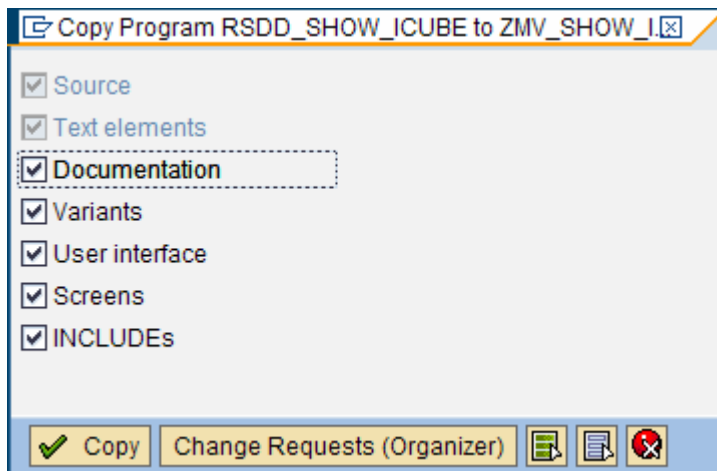 Copy Program RSDD_SHOW_ICUBE to ZMV_SHOW_I.
Source
Text elements
Documentation
Variants
User interface
Screens
INCLUDEs
Copy Change Requests (Organizer)